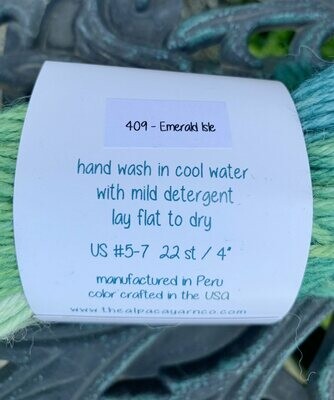 409 - Emerald Isle
hand wash in cool water
with mild detergent
lay flat to dry
US #5-7 22 st / 4"
manufactured in Peru
color crafted in the USA
www.thealpacayarnco.com